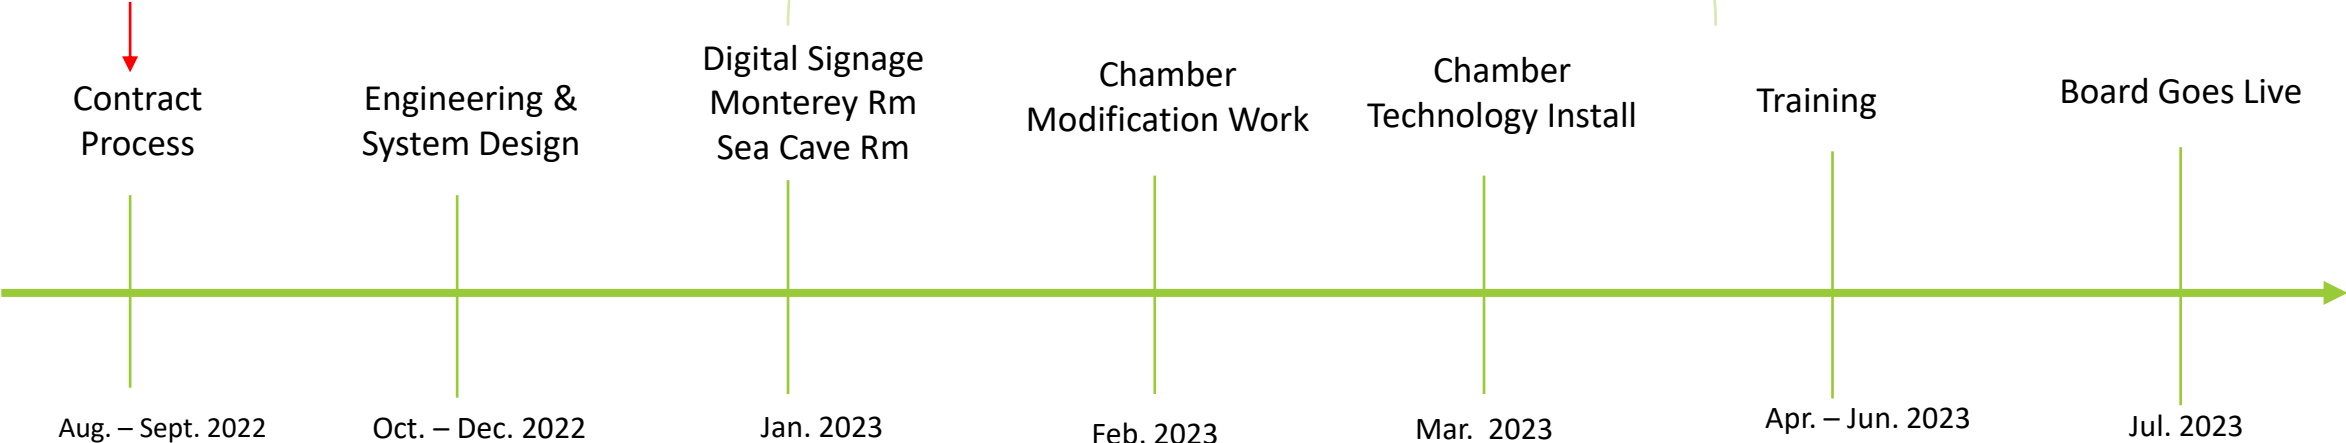 Contract
Process
Engineering &
System Design
Digital Signage
Monterey Rm
Sea Cave Rm
Chamber
Modification Work
Chamber
Technology Install
Training
Board Goes Live
Aug. – Sept. 2022
Oct. – Dec. 2022
Jan. 2023
Feb. 2023
Mar.  2023
Apr. – Jun. 2023
Jul. 2023